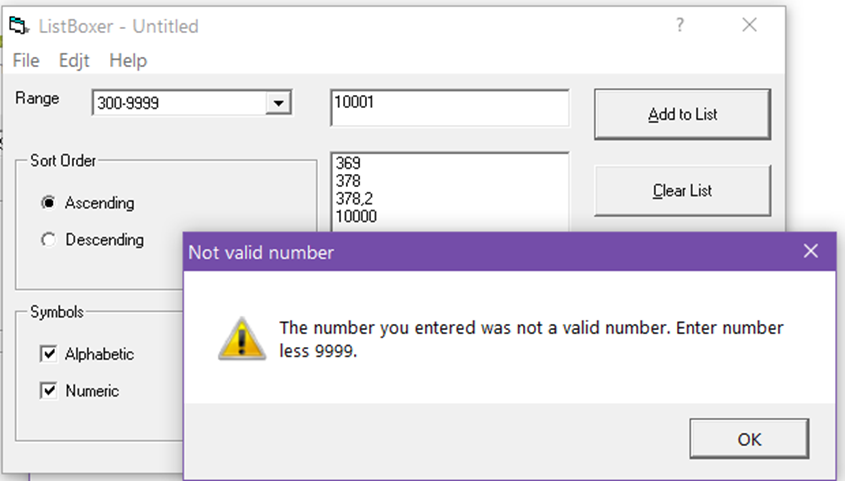 ListBoxer - Untitled
?
File Edjt Help
Range
300-9999
10001
Add to List
Sort Order
Ascending
Descending
369
378
378,2
10000
Clear List
Symbols
Alphabetic
Numeric
Not valid number
The number you entered was not a valid number. Enter number
less 9999.
OK